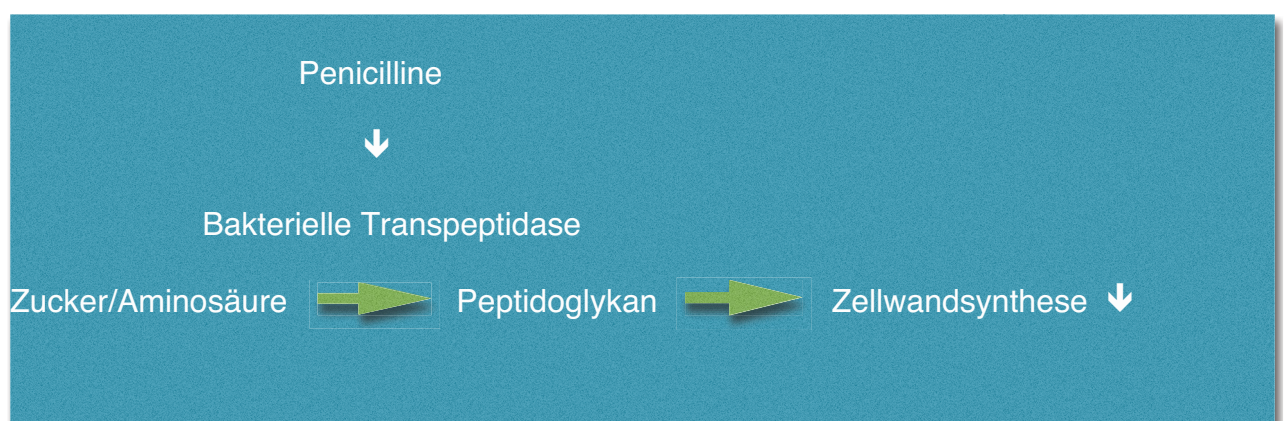 Penicilline
🡓
Bakterielle Transpeptidase
Zucker/Aminosäure Peptidoglykan Zellwandsynthese 🡓